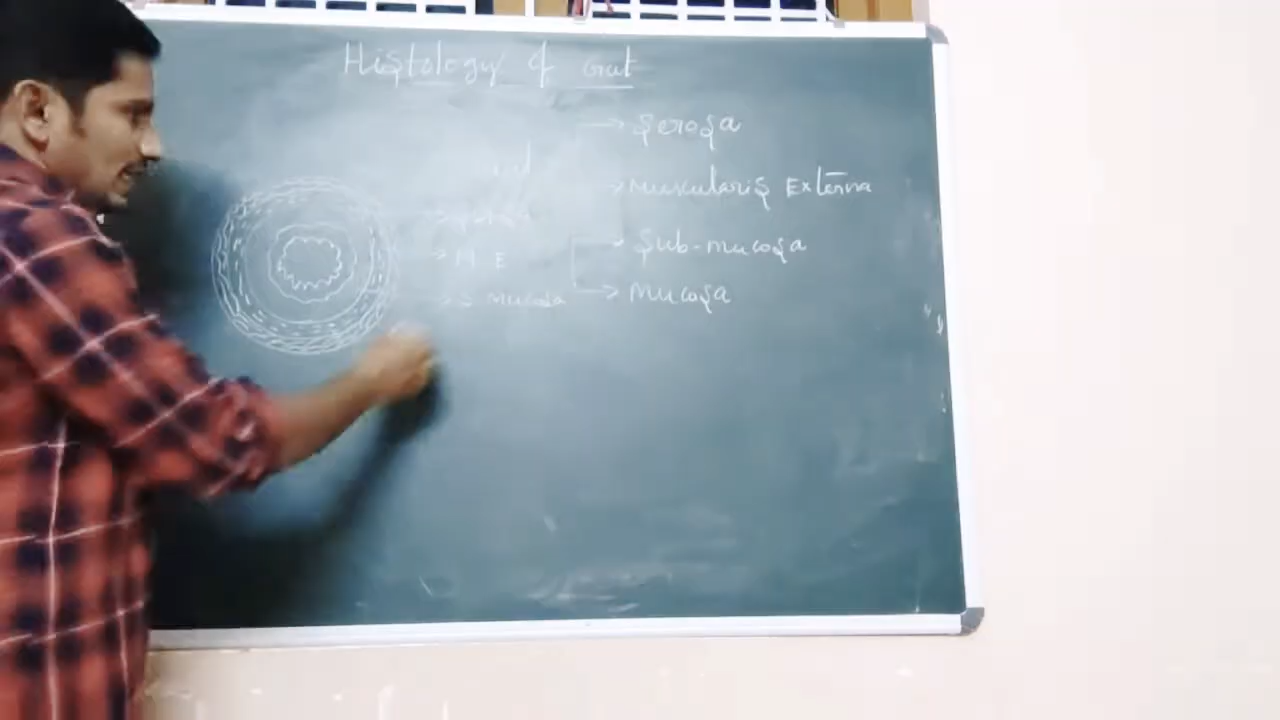 Histology of Gut
→ Serosa
→ Muscularis Externa
Sub-mucosa
→ Mucosa
→ M E
→ S Mucosa